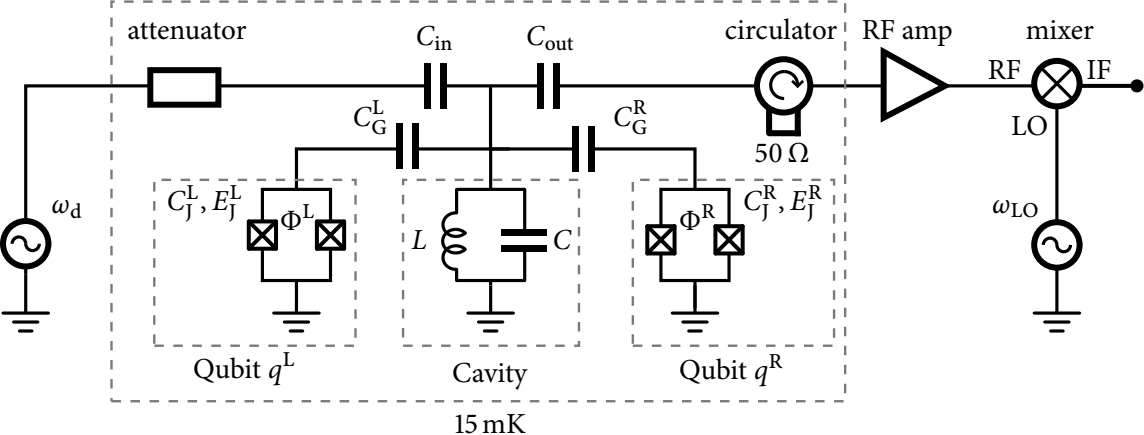 attenuator
C_in
C_out
circulator
RF amp
mixer
RF
IF
LO
C_G^L
C_G^R
50 Ω
C_J^L, E_J^L
Φ^L
L
C
Φ^R
C_J^R, E_J^R
ω_d
ω_LO
Qubit q^L
Cavity
Qubit q^R
15 mK